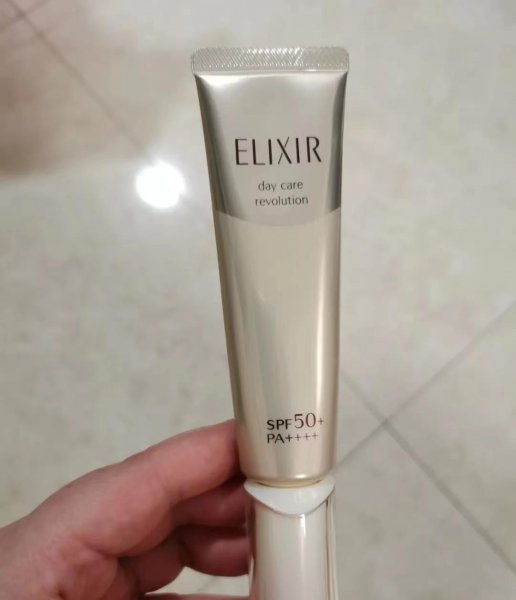 ELIXIR
day care
revolution
SPF50+
PA++++